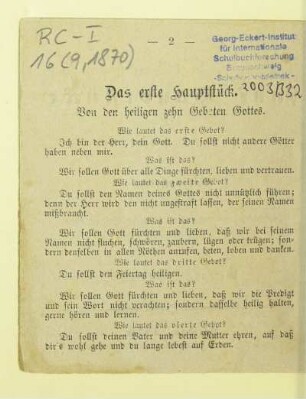 RC-I
16(9,1870)
— 2 —
Georg-Eckert-Institut
für internationale
Schulbuchforschung
Braunschweig
-Schulbuchbibliothek-
2003/332
Das erste Hauptstück.
Von den heiligen zehn Geboten Gottes.
Wie lautet das erste Gebot?
Ich bin der Herr, dein Gott. Du sollst nicht andere Götter
haben neben mir.
Was ist das?
Wir sollen Gott über alle Dinge fürchten, lieben und vertrauen.
Wie lautet das zweite Gebot?
Du sollst den Namen deines Gottes nicht unnützlich führen;
denn der Herr wird den nicht ungestraft lassen, der seinen Namen
mißbraucht.
Was ist das?
Wir sollen Gott fürchten und lieben, daß wir bei seinem
Namen nicht fluchen, schwören, zaubern, lügen oder trügen; son-
dern denselben in allen Nöthen anrufen, beten, loben und danken.
Wie lautet das dritte Gebot?
Du sollst den Feiertag heiligen.
Was ist das?
Wir sollen Gott fürchten und lieben, daß wir die Predigt
und sein Wort nicht verachten; sondern dasselbe heilig halten,
gerne hören und lernen.
Wie lautet das vierte Gebot?
Du sollst deinen Vater und deine Mutter ehren, auf daß
dir's wohl gehe und du lange lebest auf Erden.